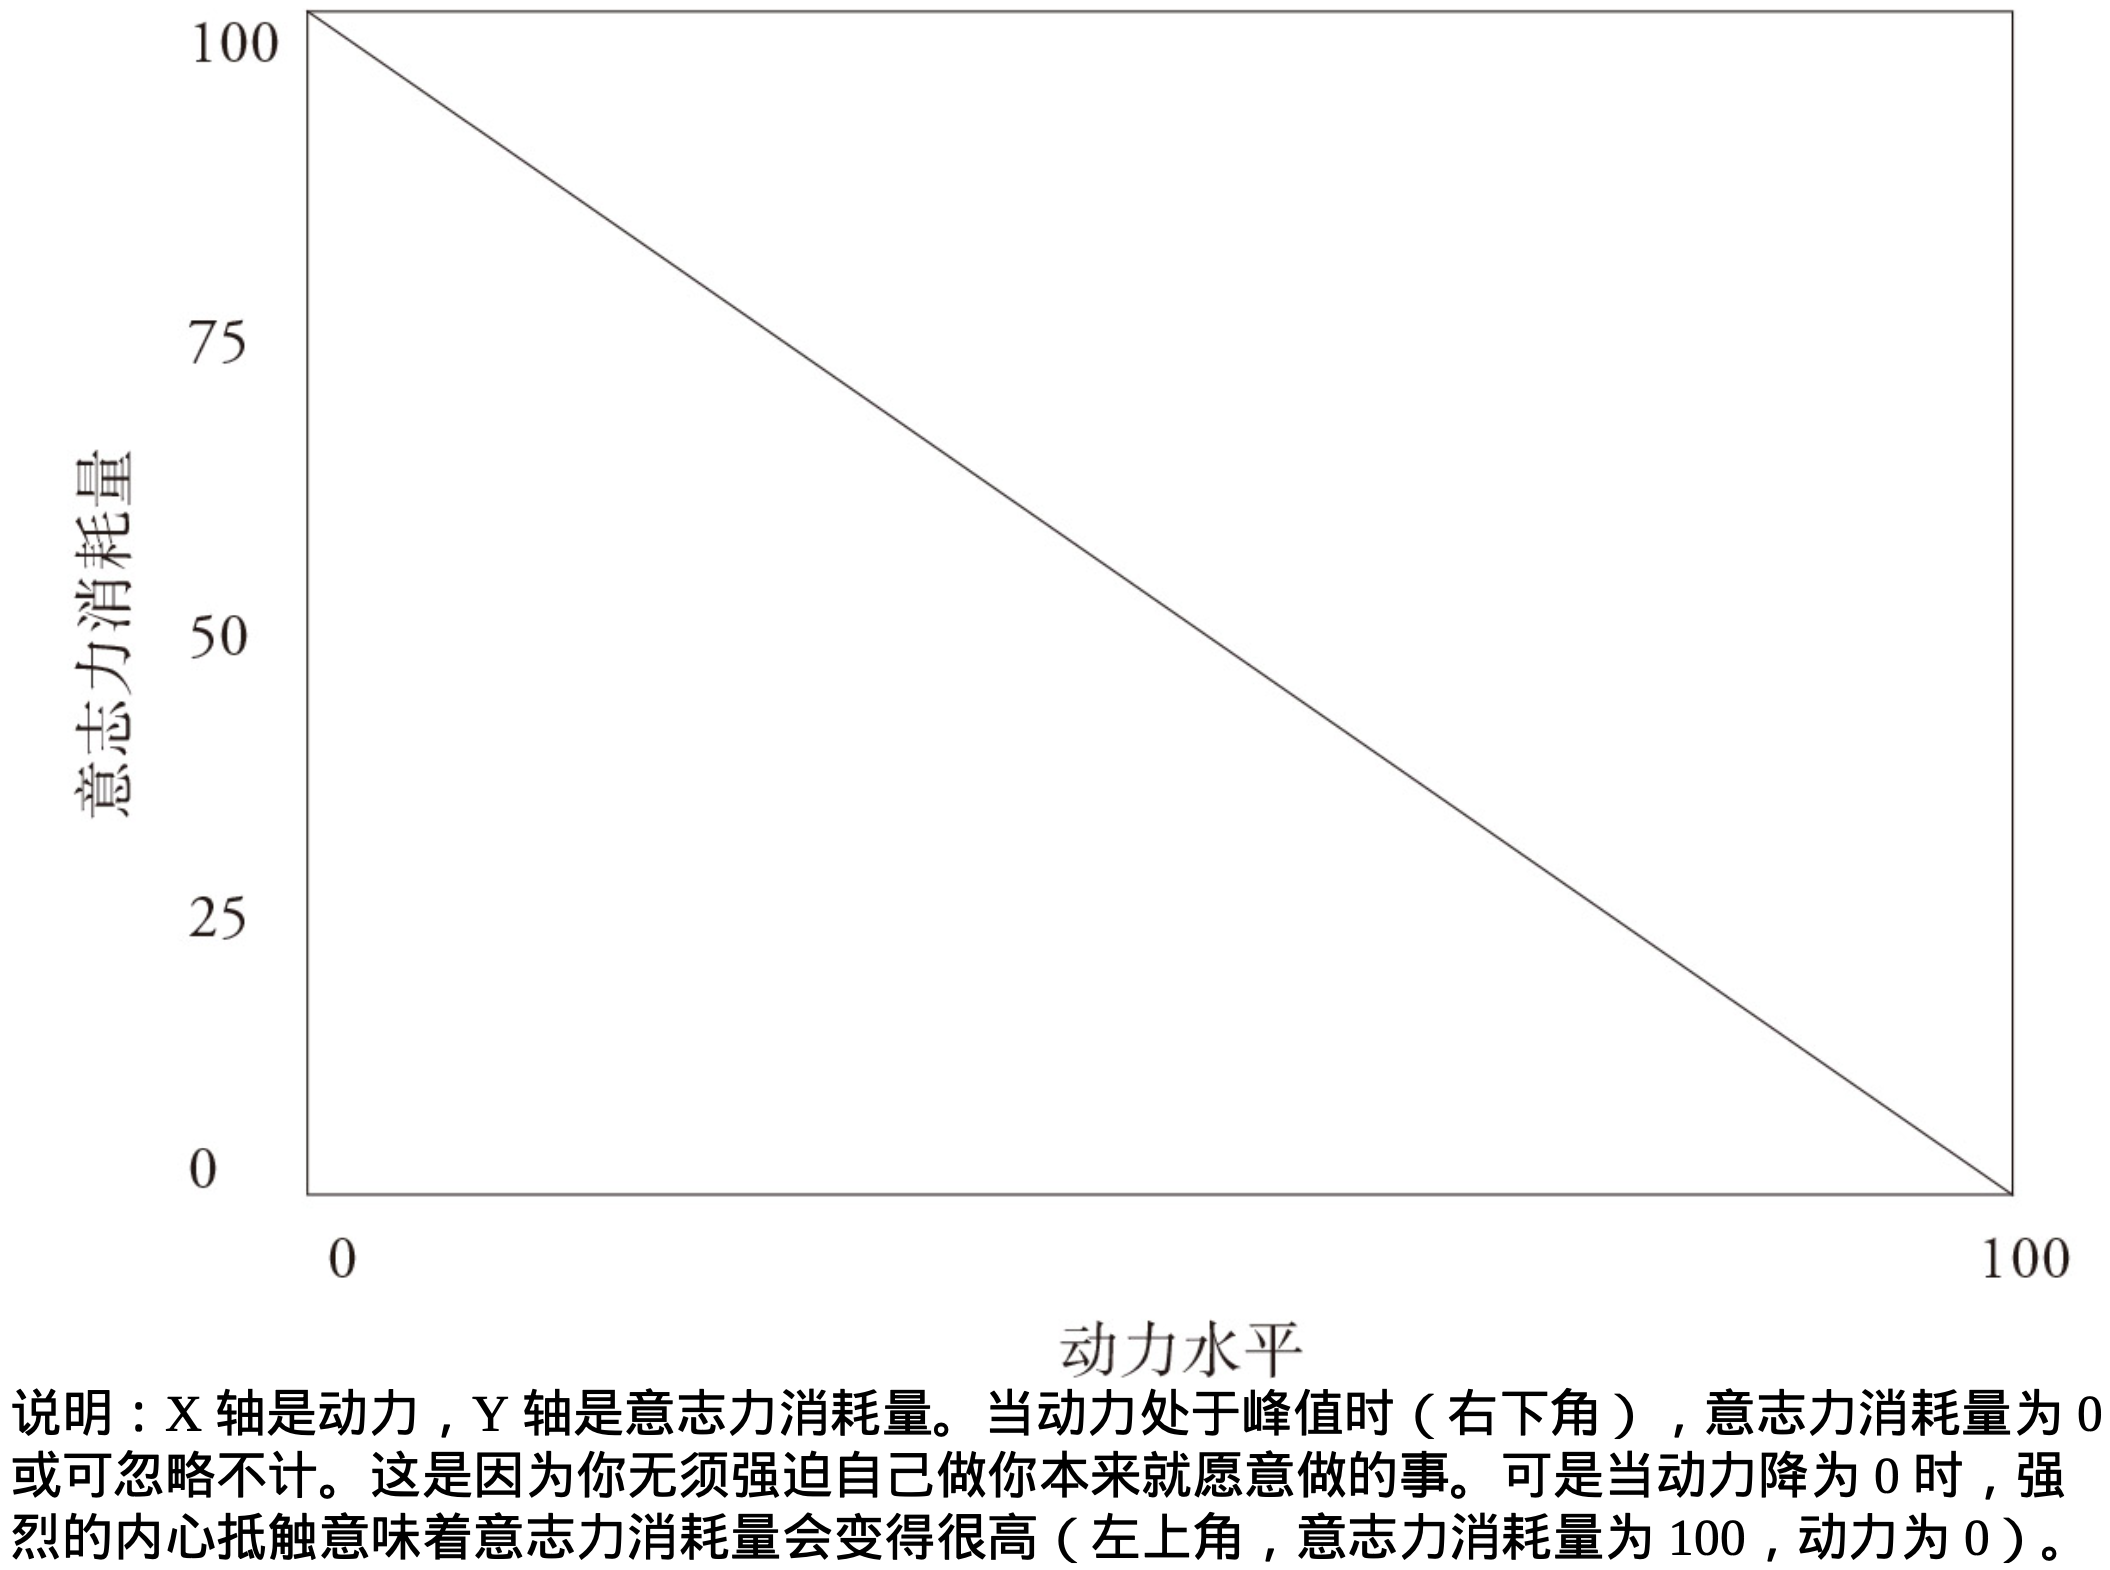 100
75
50
25
0
意志力消耗量
0
100
动力水平
说明：X 轴是动力，Y 轴是意志力消耗量。当动力处于峰值时（右下角），意志力消耗量为 0
或可忽略不计。这是因为你无须强迫自己做你本来就愿意做的事。可是当动力降为 0 时，强
烈的内心抵触意味着意志力消耗量会变得很高（左上角，意志力消耗量为 100，动力为 0）。